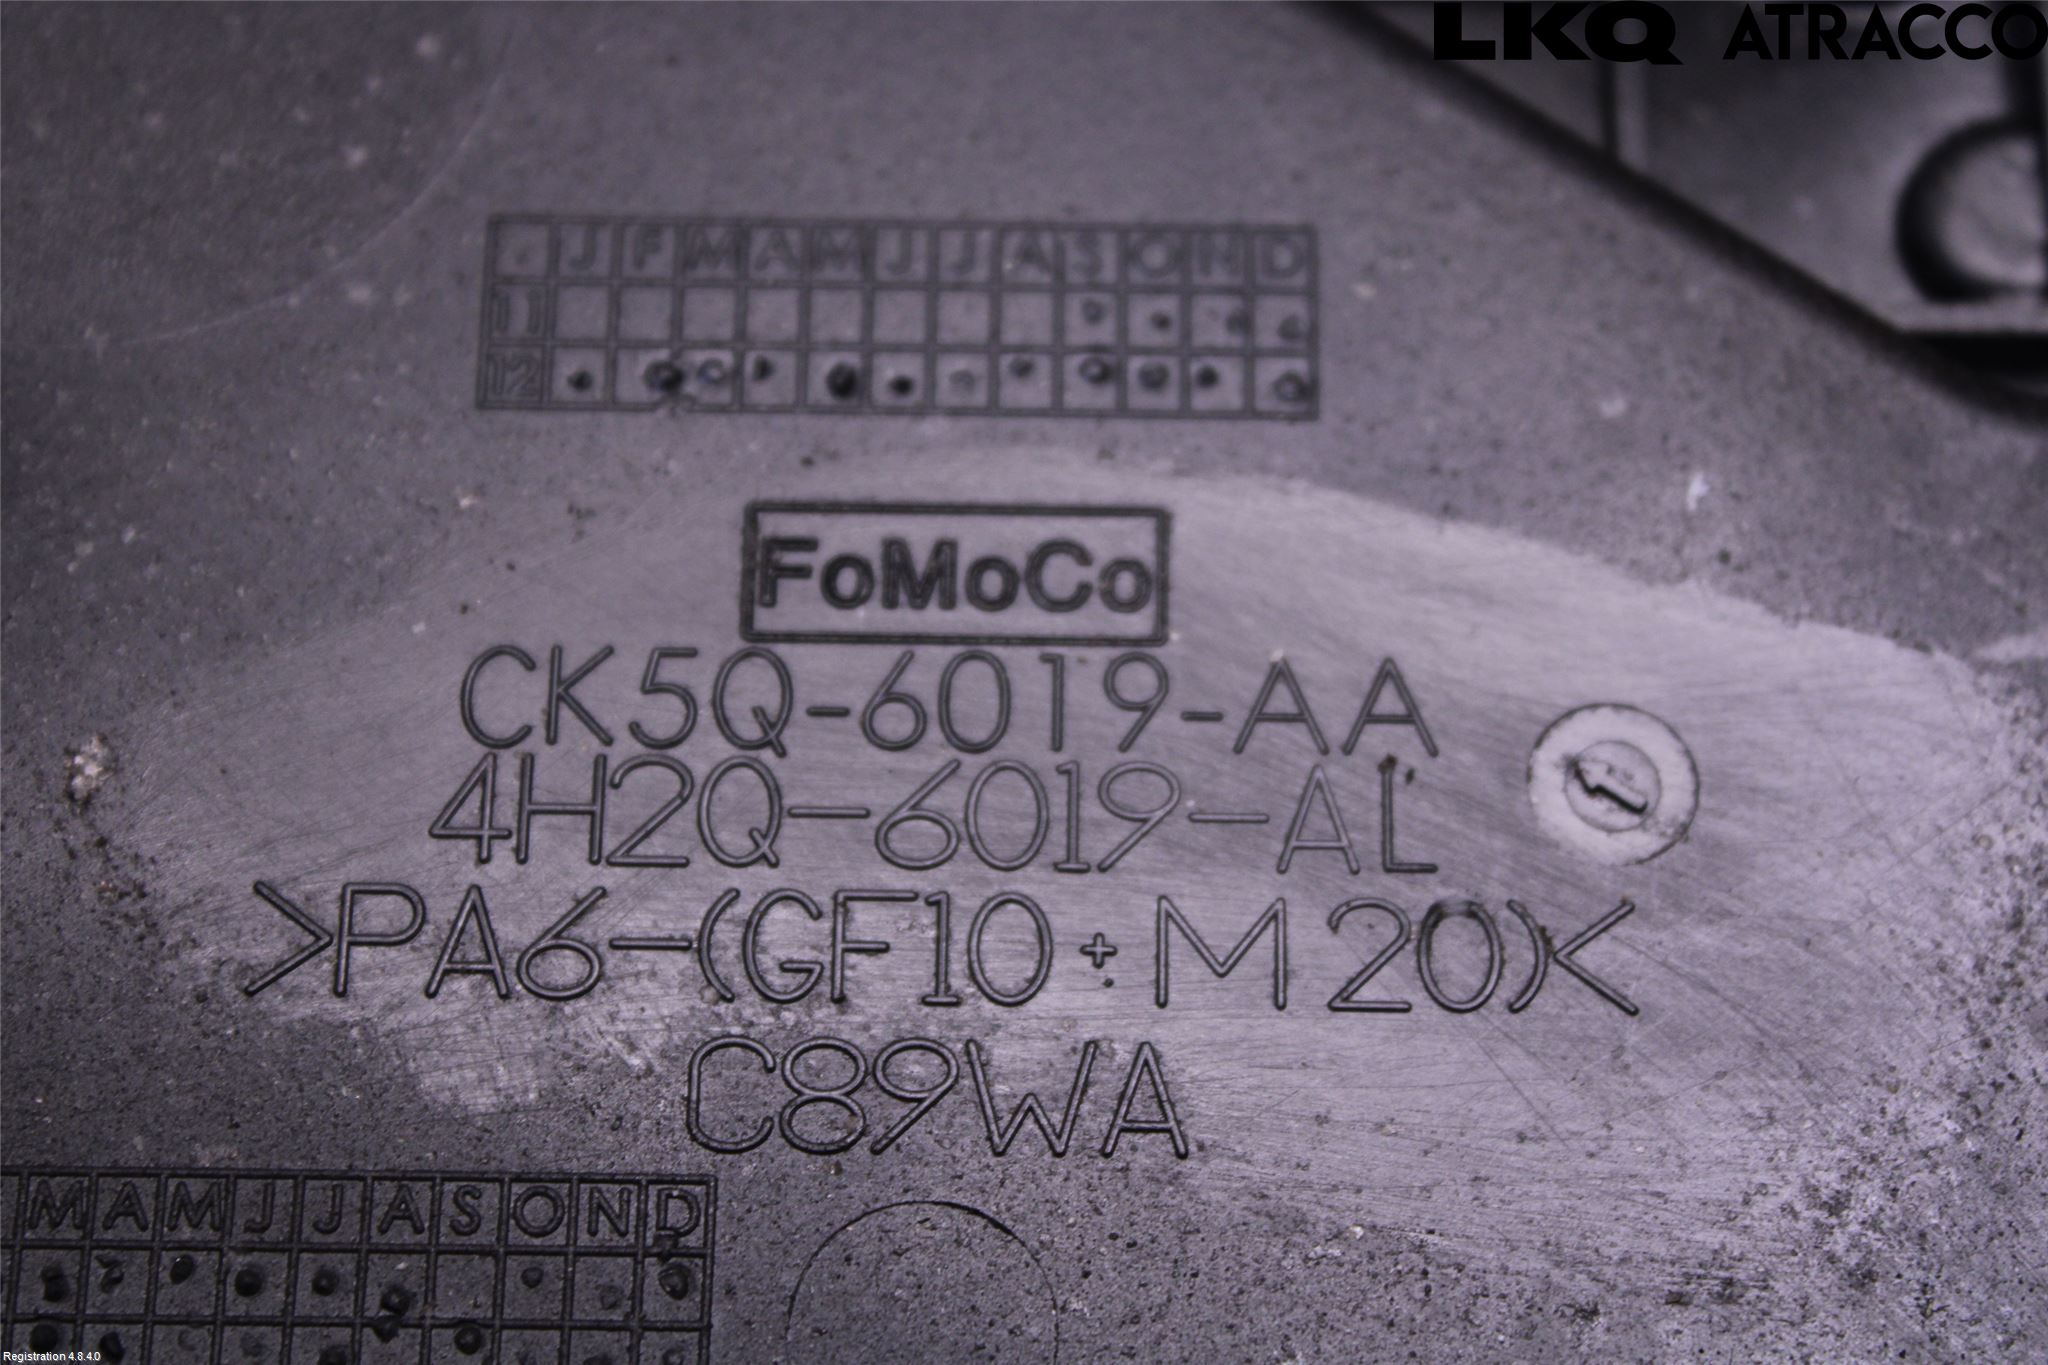 LKQ ATRACCO
J F M A M J J A S O N D
11
12
FoMoCo
CK5Q-6019-AA
4H2Q-6019-AL
1
>PA6-(GF10+M20)<
C89WA
M A M J J A S O N D
Registration 4.8.4.0